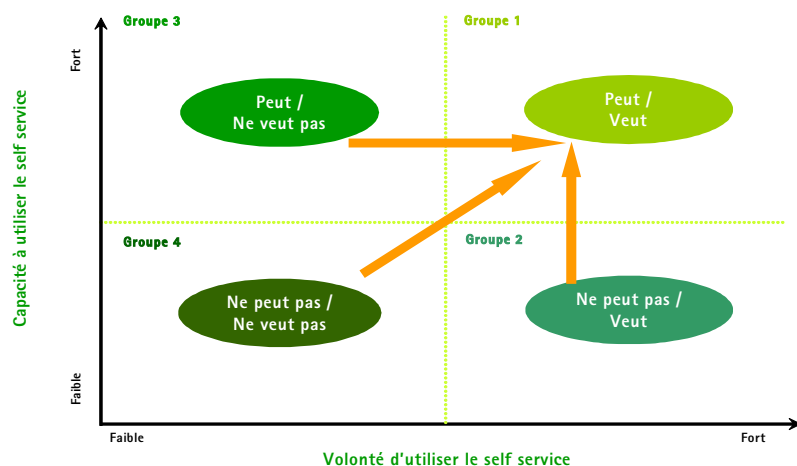 Groupe 3
Groupe 1
Fort
Peut /
Ne veut pas
Peut /
Veut
Capacité à utiliser le self service
Groupe 4
Groupe 2
Ne peut pas /
Ne veut pas
Ne peut pas /
Veut
Faible
Faible
Fort
Volonté d'utiliser le self service